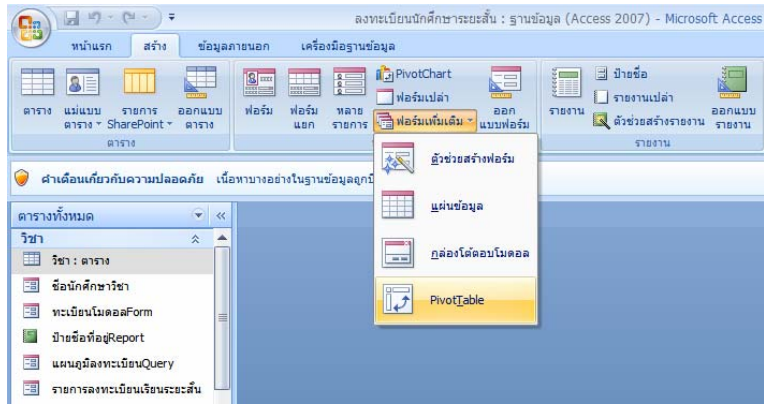 ลงทะเบียนนักศึกษาระยะสั้น : ฐานข้อมูล (Access 2007) - Microsoft Access
หน้าแรก สร้าง ข้อมูลภายนอก เครื่องมือฐานข้อมูล
ตาราง แม่แบบตาราง รายการ SharePoint ออกแบบตาราง
ฟอร์ม ฟอร์มแยก หลายรายการ PivotChart ฟอร์มเปล่า ฟอร์มเพิ่มเติม ออกแบบฟอร์ม
รายงาน ป้ายชื่อ รายงานเปล่า ตัวช่วยสร้างรายงาน ออกแบบรายงาน
ตาราง รายงาน
คำเตือนเกี่ยวกับความปลอดภัย เนื้อหาบางอย่างในฐานข้อมูลถูกปิ
ตัวช่วยสร้างฟอร์ม
แผ่นข้อมูล
กล่องโต้ตอบโมดอล
PivotTable
ตารางทั้งหมด
วิชา
วิชา : ตาราง
ชื่อนักศึกษาวิชา
ทะเบียนโมดอลForm
ป้ายชื่อที่อยู่Report
แผนภูมิลงทะเบียนQuery
รายการลงทะเบียนเรียนระยะสั้น